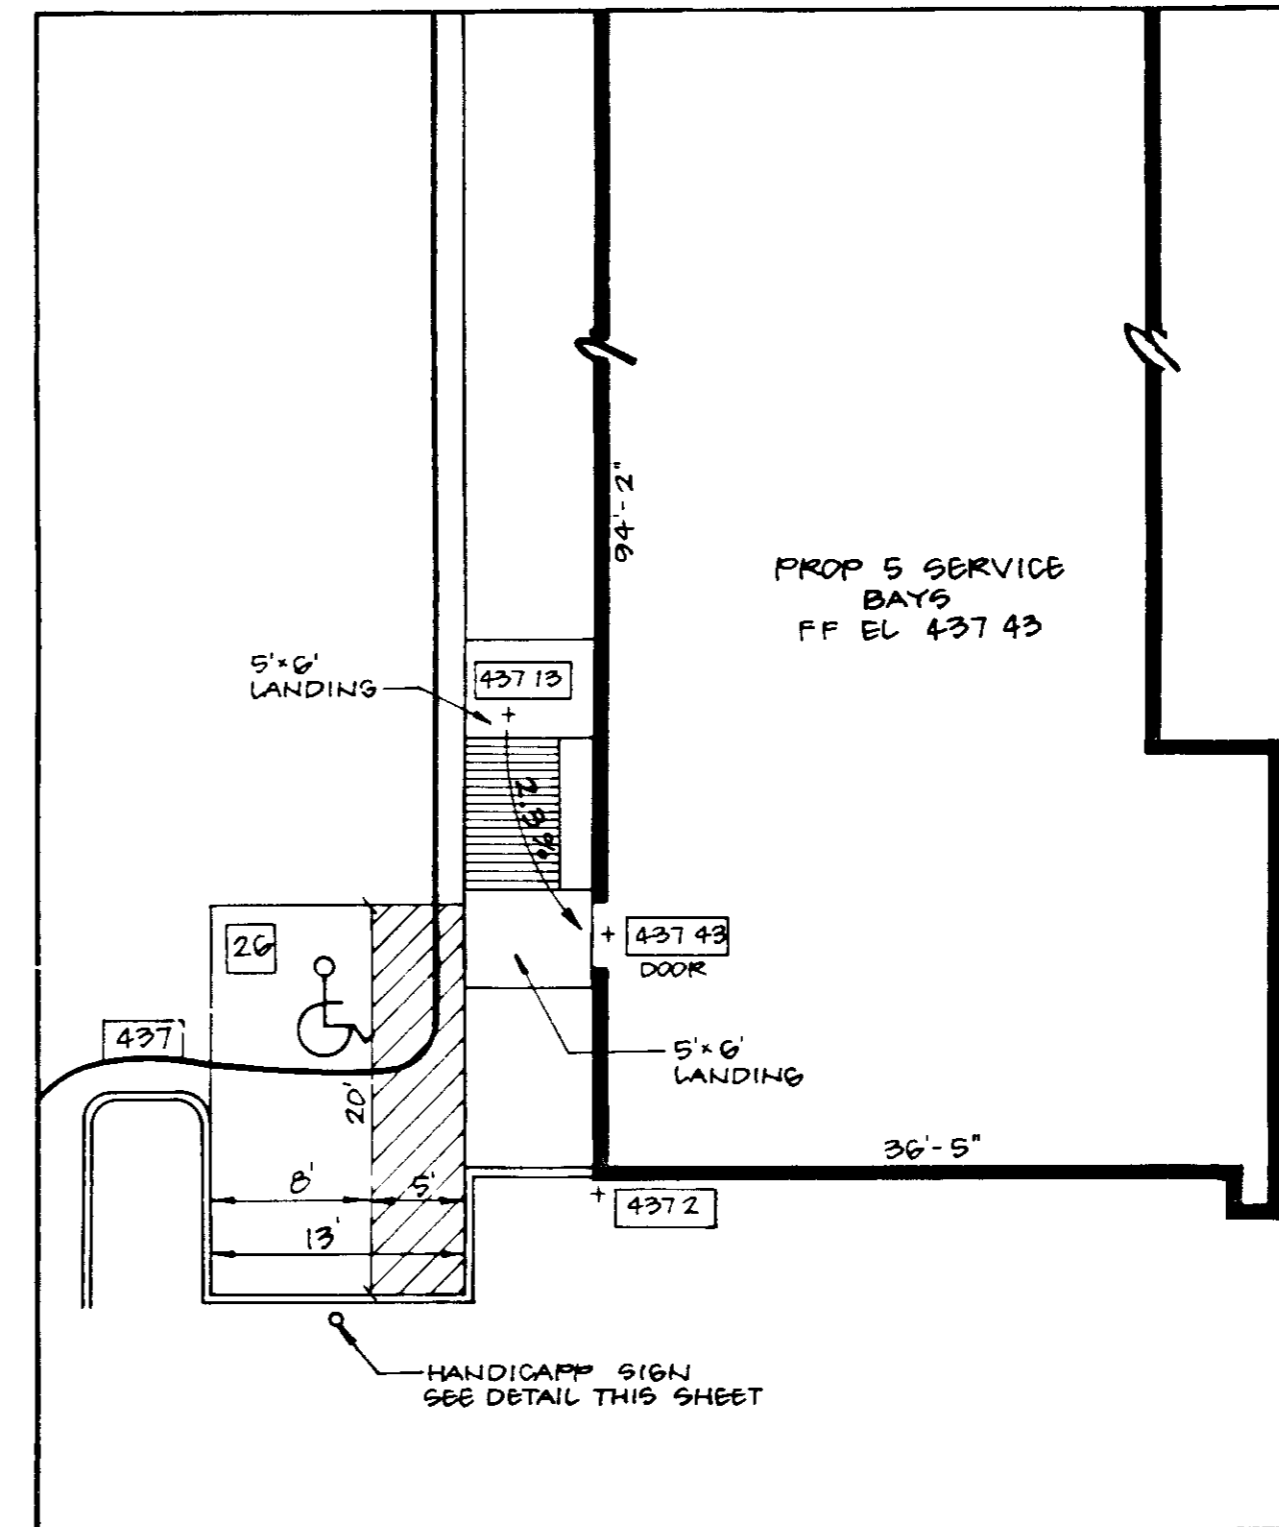 94'-2"
PROP 5 SERVICE
BAYS
FF EL 437 43
5'x6'
LANDING
437 13
2.8%
26
437 43
DOOR
437
5'x6'
LANDING
20'
36'-5"
8'
5'
437 2
13'
HANDICAPP SIGN
SEE DETAIL THIS SHEET